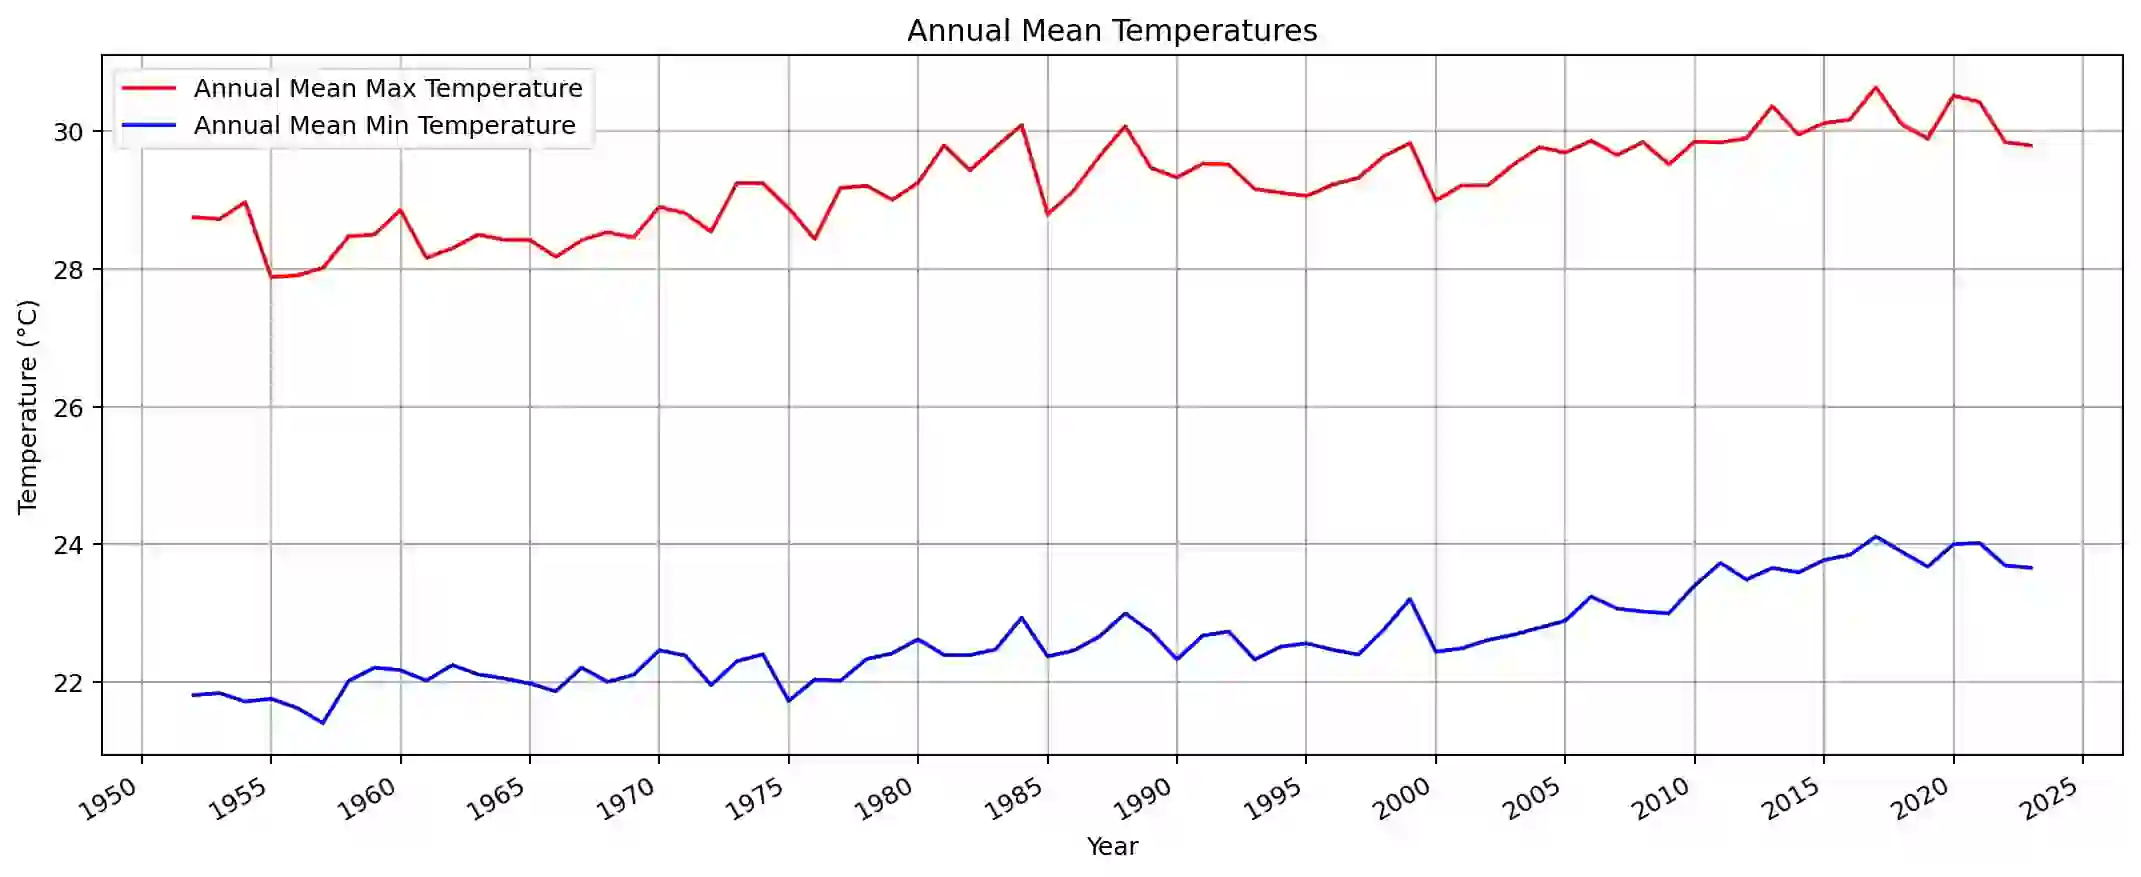 Annual Mean Temperatures
Annual Mean Max Temperature
Annual Mean Min Temperature
Temperature (°C)
30
28
26
24
22
1950 1955 1960 1965 1970 1975 1980 1985 1990 1995 2000 2005 2010 2015 2020 2025
Year